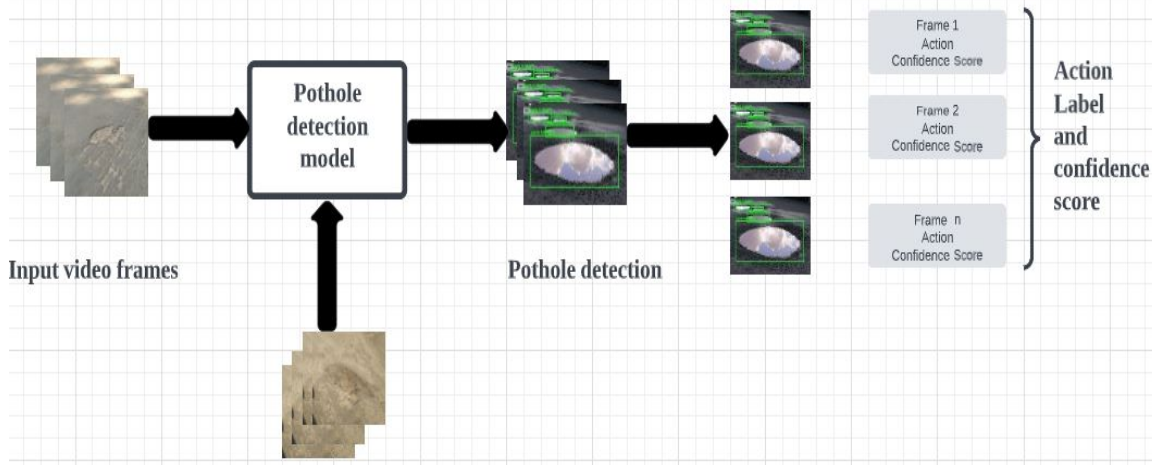 Input video frames
Pothole
detection
model
Pothole detection
Frame 1
Action
Confidence Score
Frame 2
Action
Confidence Score
Frame n
Action
Confidence Score
Action
Label
and
confidence
score